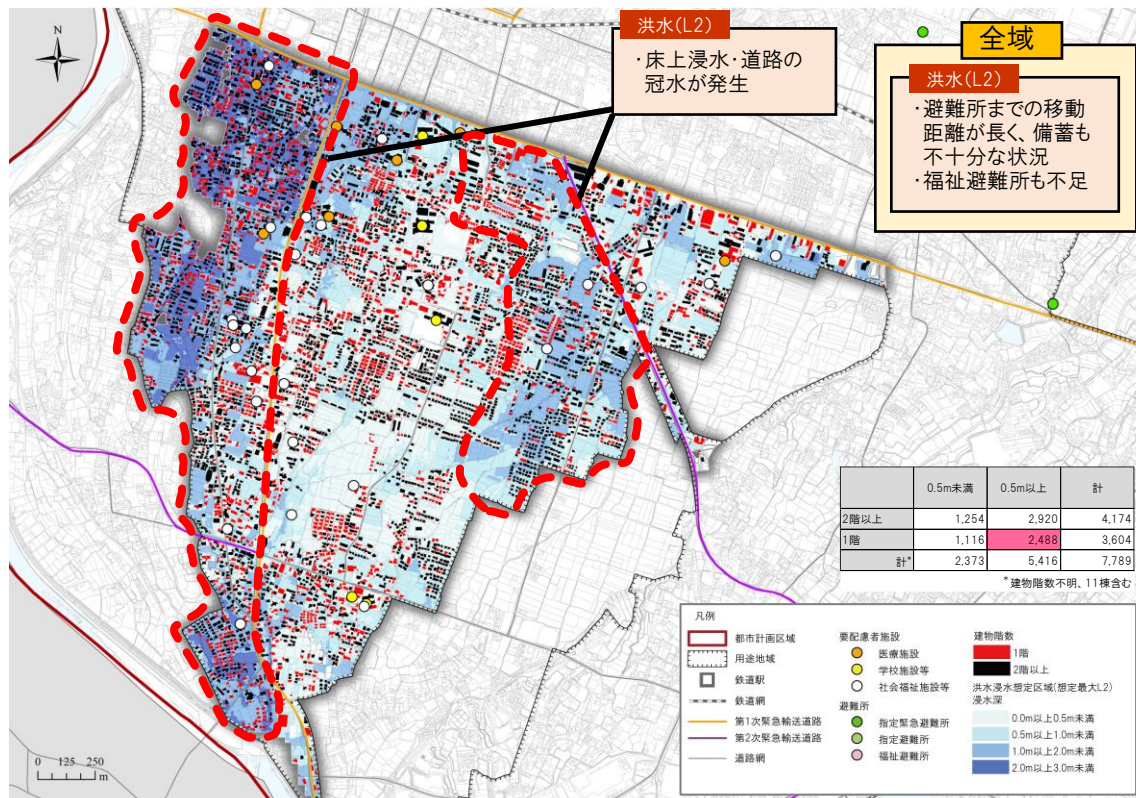 N
洪水(L2)
・床上浸水・道路の
冠水が発生
全域
洪水(L2)
・避難所までの移動
距離が長く、備蓄も
不十分な状況
・福祉避難所も不足
0.5m未満 0.5m以上 計
2階以上 1,254 2,920 4,174
1階 1,116 2,488 3,604
計* 2,373 5,416 7,789
*建物階数不明、11棟含む
凡例
都市計画区域
用途地域
鉄道駅
鉄道網
第1次緊急輸送道路
第2次緊急輸送道路
道路網
要配慮者施設
医療施設
学校施設等
社会福祉施設等
避難所
指定緊急避難所
指定避難所
福祉避難所
建物階数
1階
2階以上
洪水浸水想定区域(想定最大L2)
浸水深
0.0m以上0.5m未満
0.5m以上1.0m未満
1.0m以上2.0m未満
2.0m以上3.0m未満
0 125 250
m